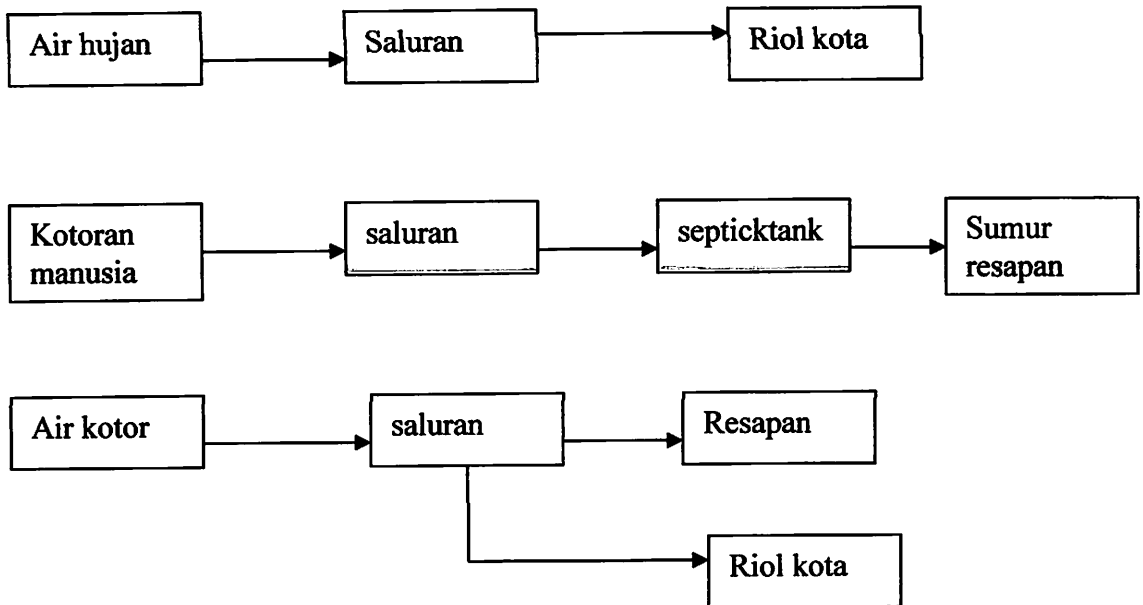 Air hujan
Saluran
Riol kota
Kotoran
manusia
saluran
septicktank
Sumur
resapan
Air kotor
saluran
Resapan
Riol kota